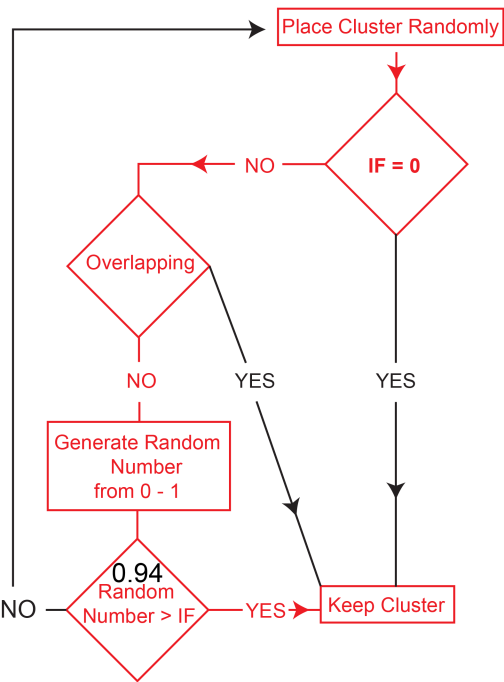 Place Cluster Randomly
IF = 0
NO
Overlapping
NO
YES
YES
Generate Random
Number
from 0 - 1
0.94
Random
Number > IF
NO
YES
Keep Cluster